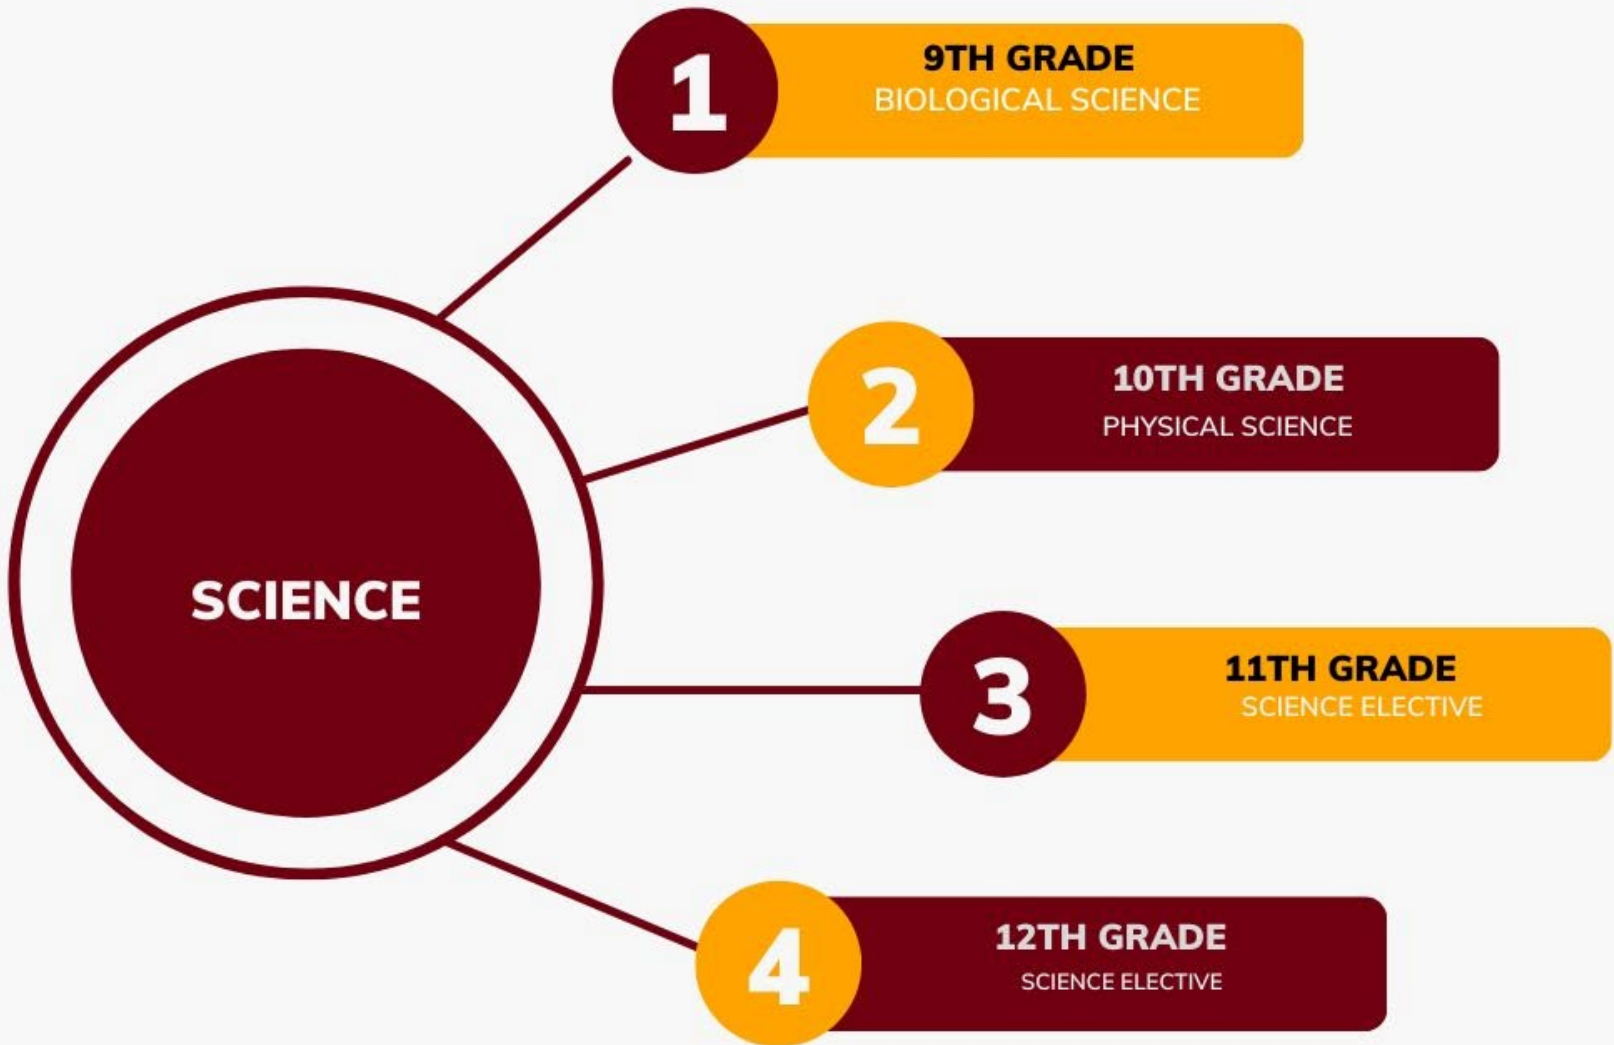 1
9TH GRADE
BIOLOGICAL SCIENCE
2
10TH GRADE
PHYSICAL SCIENCE
SCIENCE
3
11TH GRADE
SCIENCE ELECTIVE
4
12TH GRADE
SCIENCE ELECTIVE